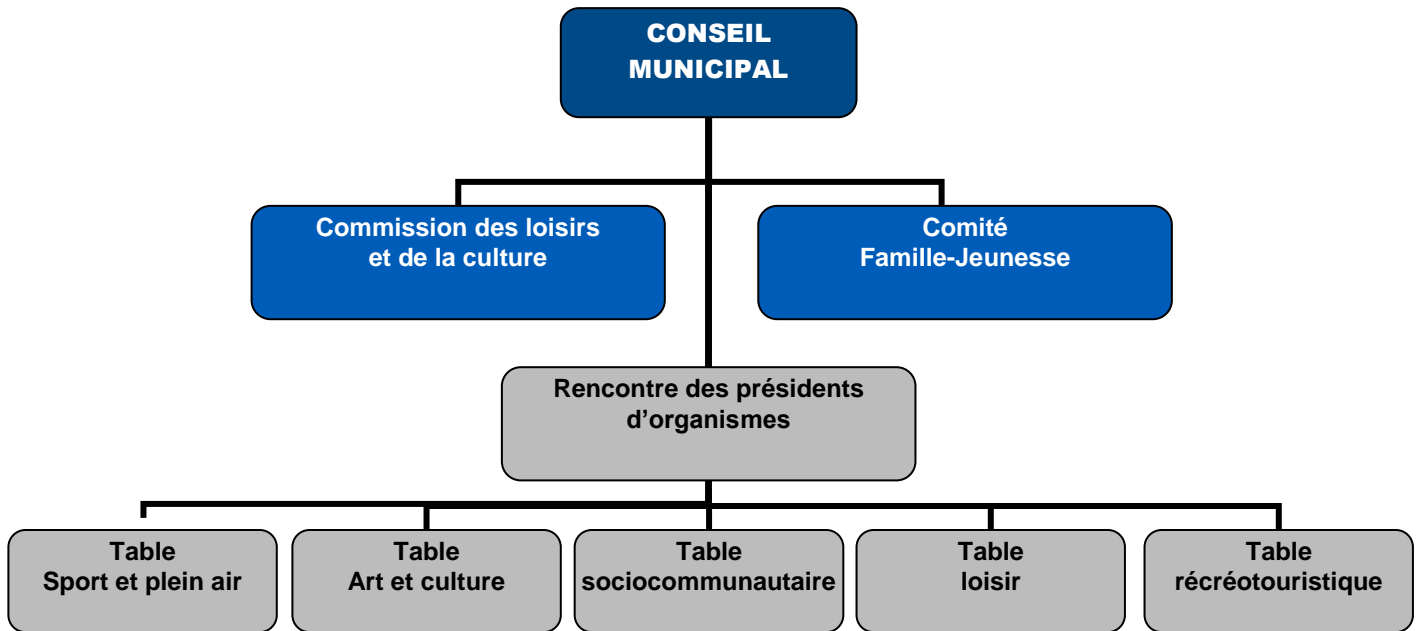 CONSEIL
MUNICIPAL
Commission des loisirs
et de la culture
Comité
Famille-Jeunesse
Rencontre des présidents
d’organismes
Table
Sport et plein air
Table
Art et culture
Table
sociocommunautaire
Table
loisir
Table
récréotouristique